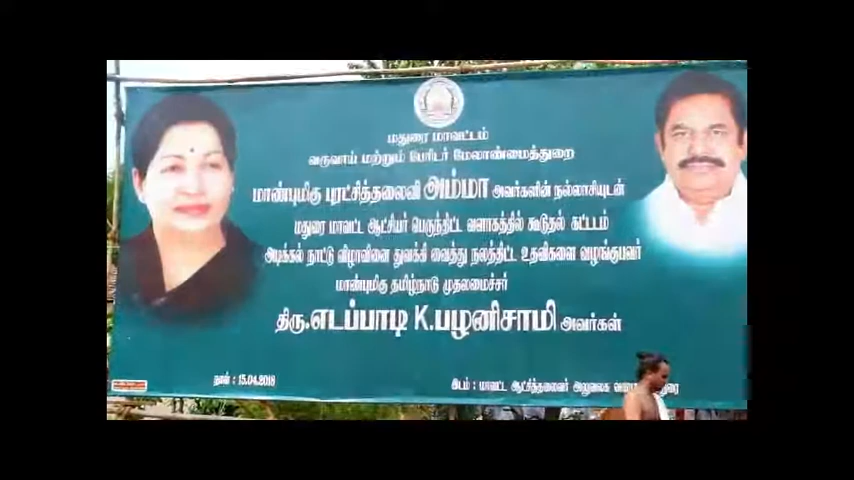 மதுரை மாவட்டம்
வருவாய் மற்றும் பேரிடர் மேலாண்மைத்துறை
மாண்புமிகு புரட்சித்தலைவி அம்மா அவர்களின் நல்லாசியுடன்
மதுரை மாவட்ட ஆட்சியர் பெருந்திட்ட வளாகத்தில் கூடுதல் கட்டடம்
அடிக்கல் நாட்டு விழாவினை துவக்கி வைத்து நலத்திட்ட உதவிகளை வழங்குபவர்
மாண்புமிகு தமிழ்நாடு முதலமைச்சர்
திரு.எடப்பாடி K.பழனிசாமி அவர்கள்
நாள் : 15.04.2018
இடம் : மாவட்ட ஆட்சித்தலைவர் அலுவலக